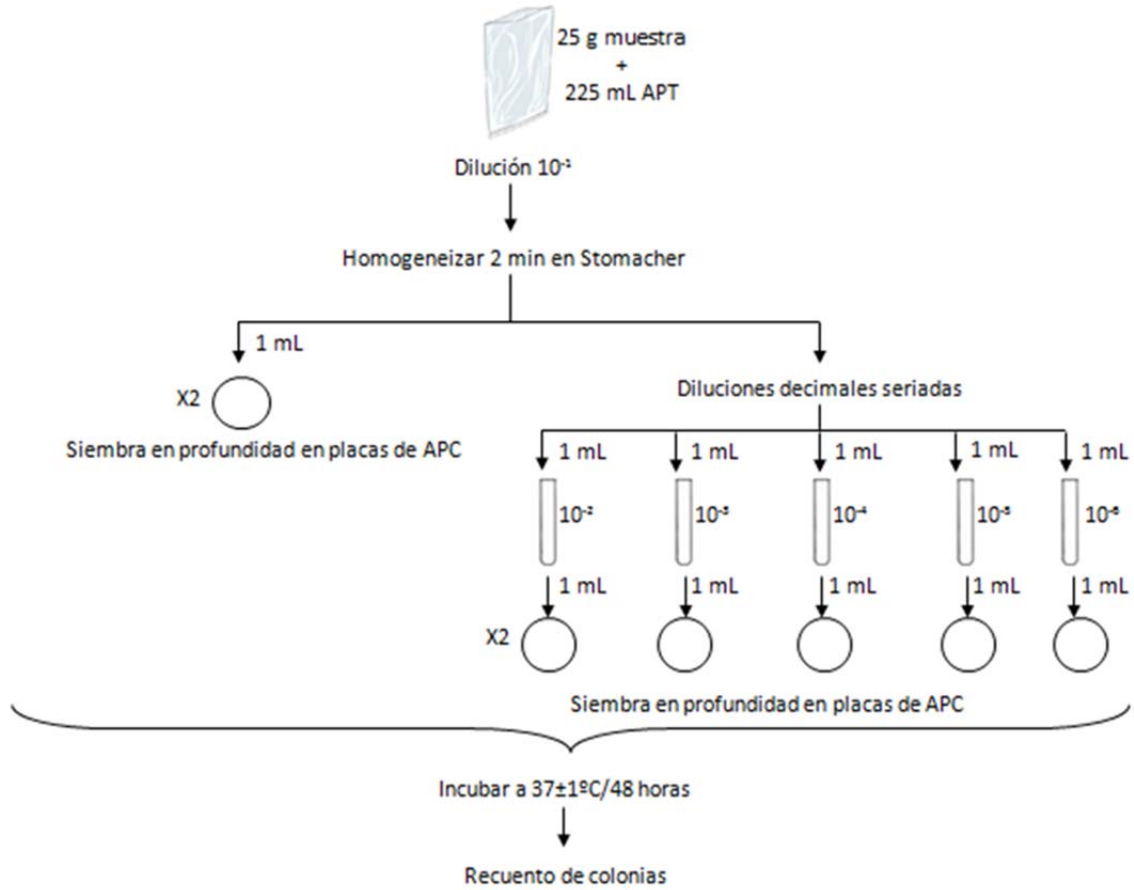 25 g muestra
+
225 mL APT
Dilución 10⁻¹
Homogeneizar 2 min en Stomacher
1 mL
X2
Siembra en profundidad en placas de APC
Diluciones decimales seriadas
1 mL 1 mL 1 mL 1 mL 1 mL
10⁻² 10⁻³ 10⁻⁴ 10⁻⁵ 10⁻⁶
1 mL 1 mL 1 mL 1 mL 1 mL
X2
Siembra en profundidad en placas de APC
Incubar a 37±1ºC/48 horas
Recuento de colonias